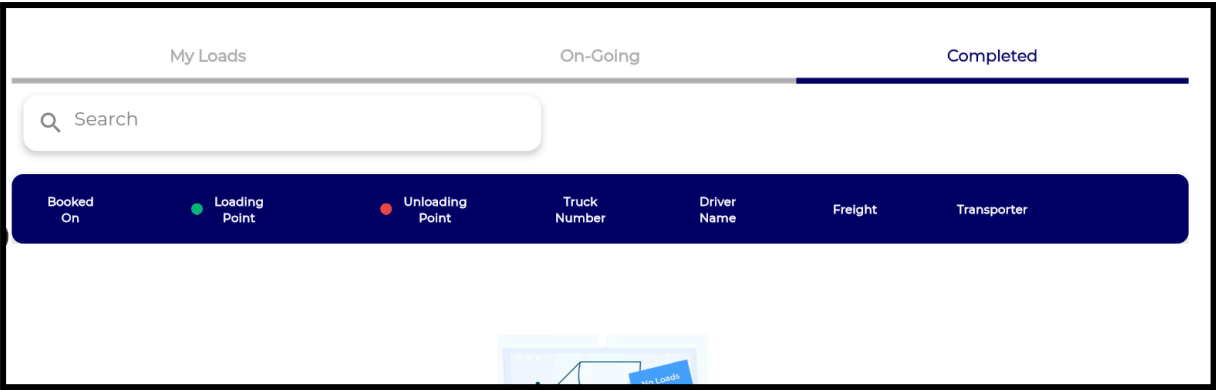 My Loads
On-Going
Completed
Search
Booked
On
Loading
Point
Unloading
Point
Truck
Number
Driver
Name
Freight
Transporter
No Loads